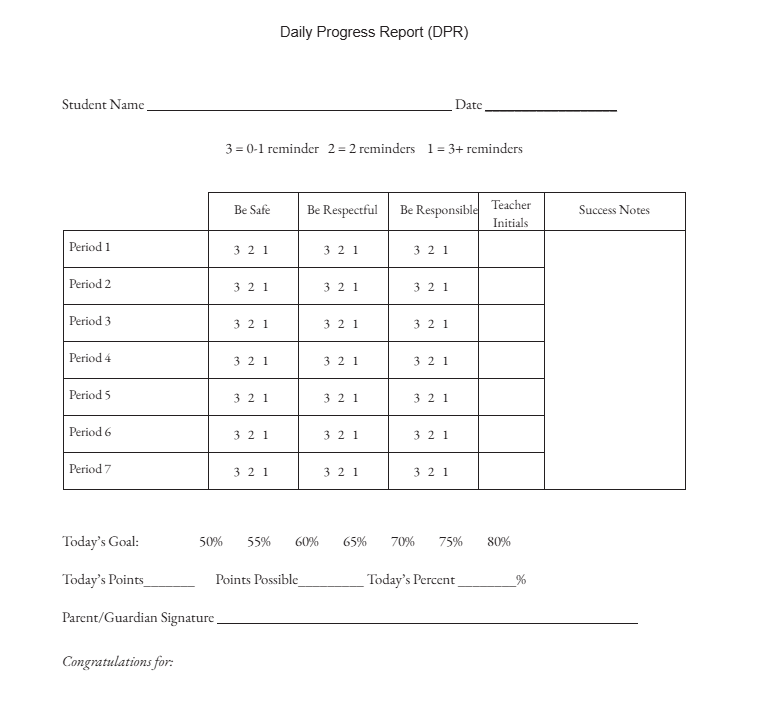 Daily Progress Report (DPR)
Student Name ______ Date ______
3 = 0-1 reminder 2 = 2 reminders 1 = 3+ reminders
Be Safe Be Respectful Be Responsible Teacher Initials Success Notes
Period 1 3 2 1 3 2 1 3 2 1
Period 2 3 2 1 3 2 1 3 2 1
Period 3 3 2 1 3 2 1 3 2 1
Period 4 3 2 1 3 2 1 3 2 1
Period 5 3 2 1 3 2 1 3 2 1
Period 6 3 2 1 3 2 1 3 2 1
Period 7 3 2 1 3 2 1 3 2 1
Today's Goal: 50% 55% 60% 65% 70% 75% 80%
Today's Points_______ Points Possible_________ Today's Percent ________%
Parent/Guardian Signature ______
Congratulations for: